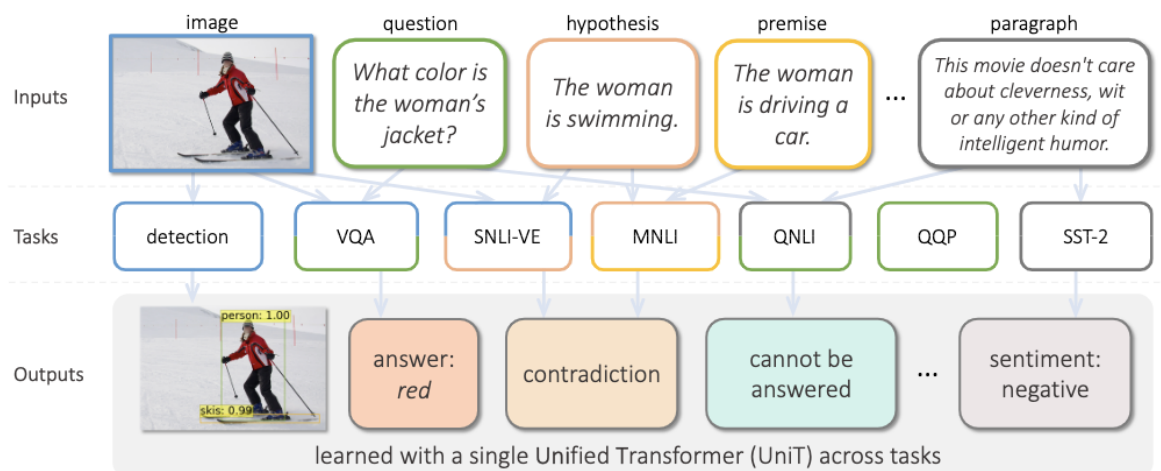 image
question
hypothesis
premise
paragraph
Inputs
What color is
the woman's
jacket?
The woman
is swimming.
The woman
is driving a
car.
...
This movie doesn't care
about cleverness, wit
or any other kind of
intelligent humor.
Tasks
detection
VQA
SNLI-VE
MNLI
QNLI
QQP
SST-2
Outputs
person: 1.00
skis: 0.99
answer:
red
contradiction
cannot be
answered
...
sentiment:
negative
learned with a single Unified Transformer (UniT) across tasks